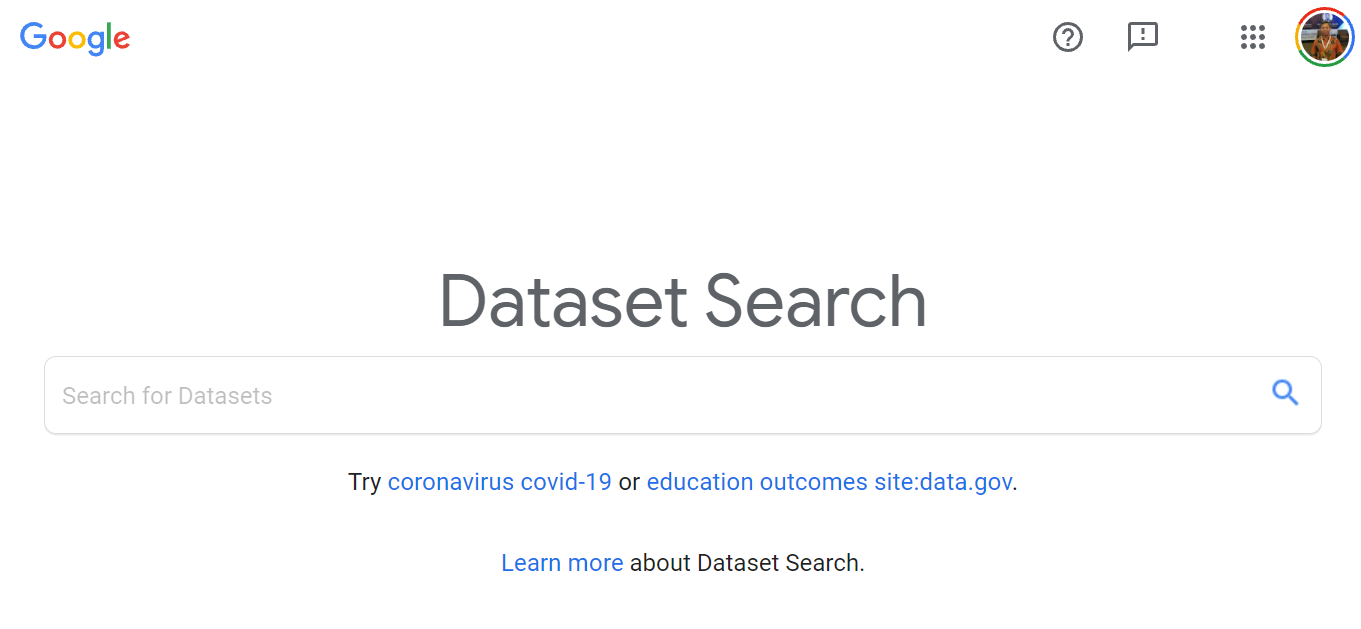 Google
Dataset Search
Search for Datasets
Try coronavirus covid-19 or education outcomes site:data.gov.
Learn more about Dataset Search.